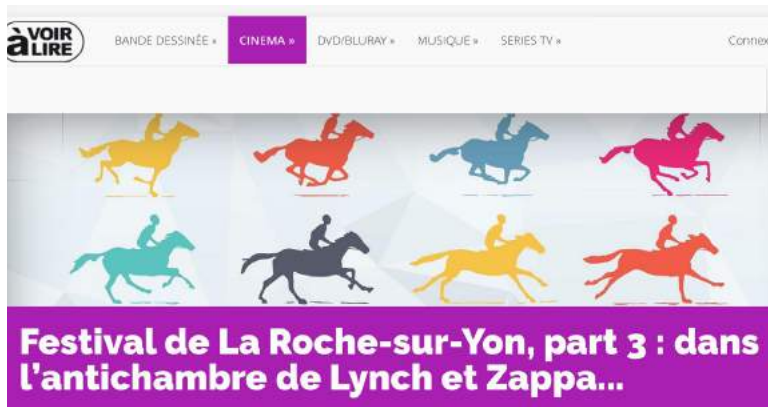 à VOIR
LIRE
BANDE DESSINÉE » CINEMA » DVD/BLURAY » MUSIQUE » SERIES TV »
Festival de La Roche-sur-Yon, part 3 : dans
l’antichambre de Lynch et Zappa...